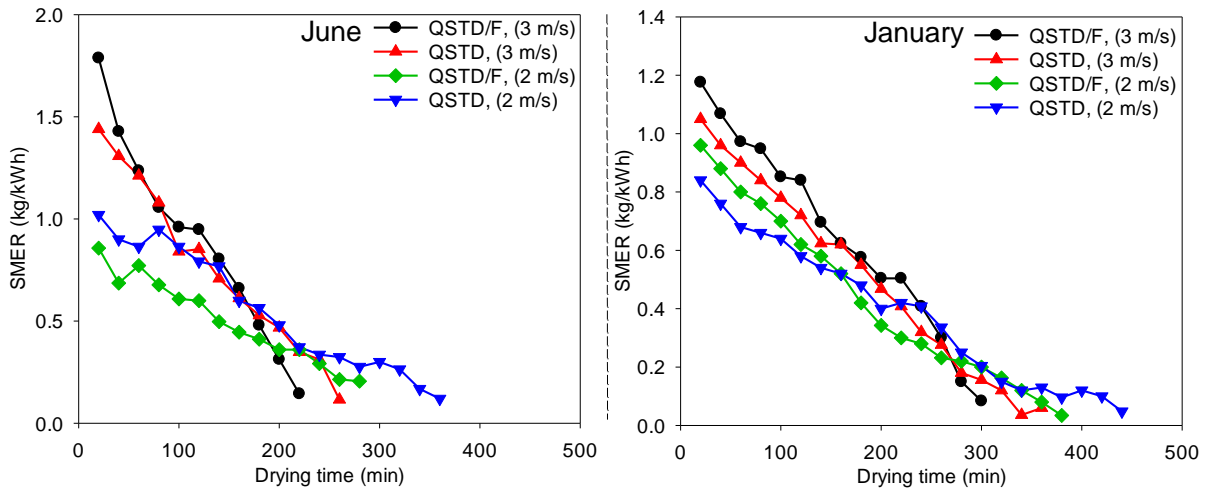 June
QSTD/F, (3 m/s)
QSTD, (3 m/s)
QSTD/F, (2 m/s)
QSTD, (2 m/s)
SMER (kg/kWh)
2.0
1.5
1.0
0.5
0.0
0 100 200 300 400 500
Drying time (min)
January
QSTD/F, (3 m/s)
QSTD, (3 m/s)
QSTD/F, (2 m/s)
QSTD, (2 m/s)
SMER (kg/kWh)
1.4
1.2
1.0
0.8
0.6
0.4
0.2
0.0
0 100 200 300 400 500
Drying time (min)